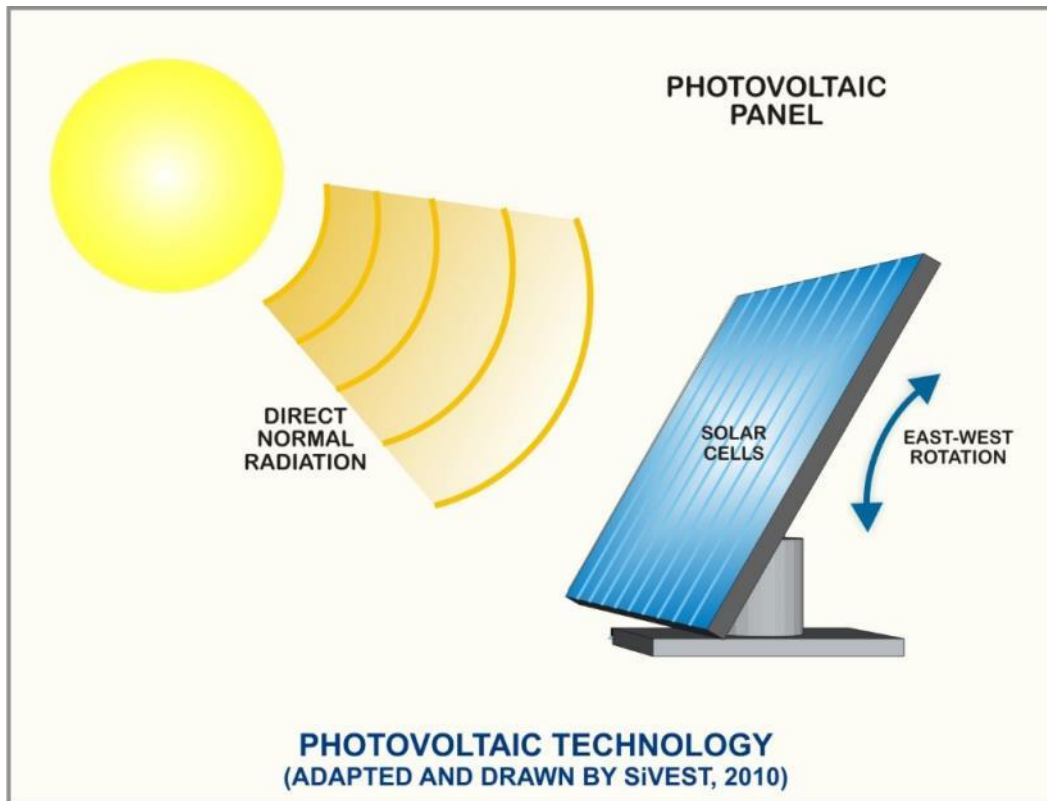 PHOTOVOLTAIC
PANEL
DIRECT
NORMAL
RADIATION
SOLAR
CELLS
EAST-WEST
ROTATION
PHOTOVOLTAIC TECHNOLOGY
(ADAPTED AND DRAWN BY SiVEST, 2010)